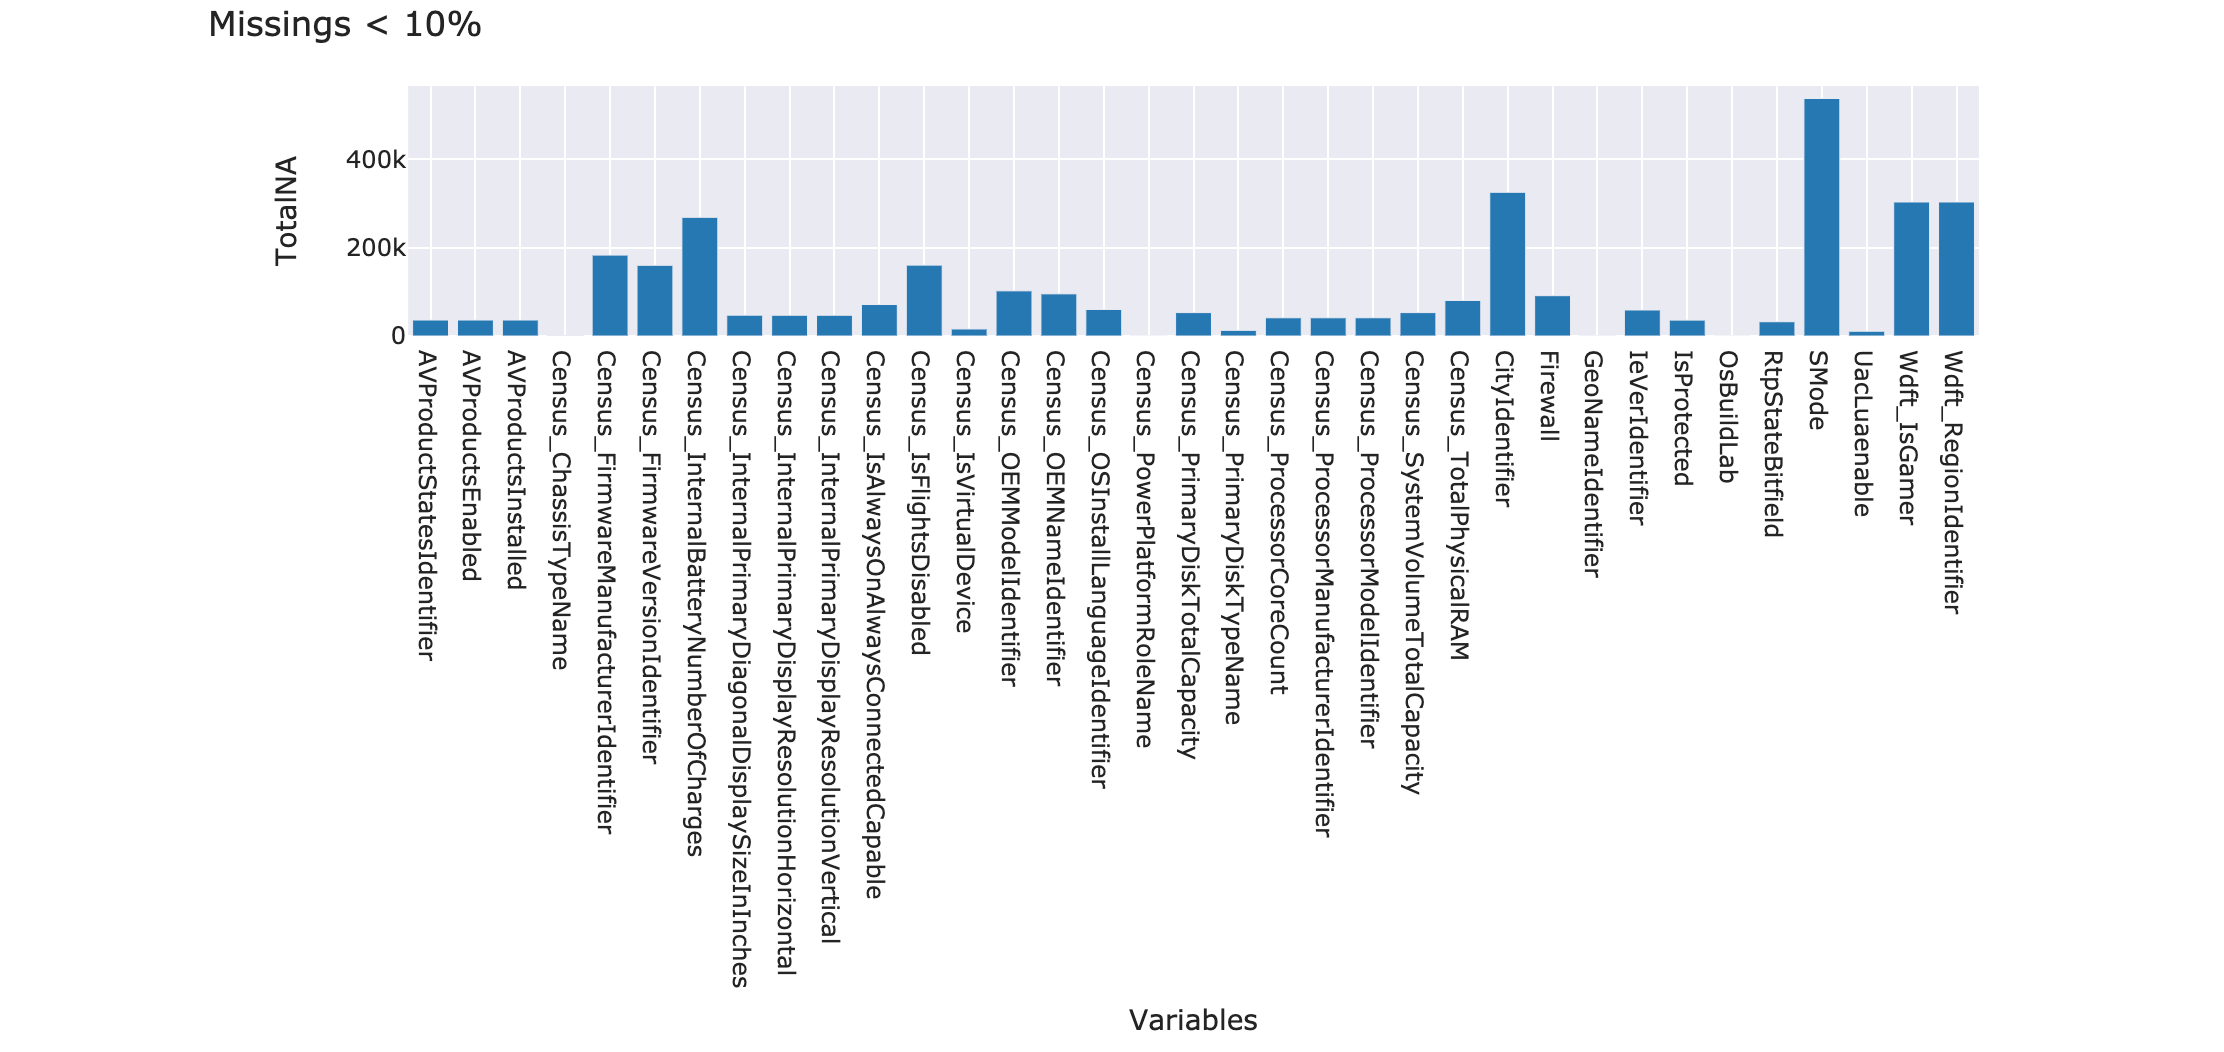 Missings < 10%
TotalNA
400k
200k
0
AVProductStatesIdentifier
AVProductsEnabled
AVProductsInstalled
Census_ChassisTypeName
Census_FirmwareManufacturerIdentifier
Census_FirmwareVersionIdentifier
Census_InternalBatteryNumberOfCharges
Census_InternalPrimaryDiagonalDisplaySizeInInches
Census_InternalPrimaryDisplayResolutionHorizontal
Census_InternalPrimaryDisplayResolutionVertical
Census_IsAlwaysOnAlwaysConnectedCapable
Census_IsFlightsDisabled
Census_IsVirtualDevice
Census_OEMModelIdentifier
Census_OEMNameIdentifier
Census_OSInstallLanguageIdentifier
Census_PowerPlatformRoleName
Census_PrimaryDiskTotalCapacity
Census_PrimaryDiskTypeName
Census_ProcessorCoreCount
Census_ProcessorManufacturerIdentifier
Census_ProcessorModelIdentifier
Census_SystemVolumeTotalCapacity
Census_TotalPhysicalRAM
CityIdentifier
Firewall
GeoNameIdentifier
IeVerIdentifier
IsProtected
OsBuildLab
RtpStateBitfield
SMode
UacLuaenable
Wdft_IsGamer
Wdft_RegionIdentifier
Variables